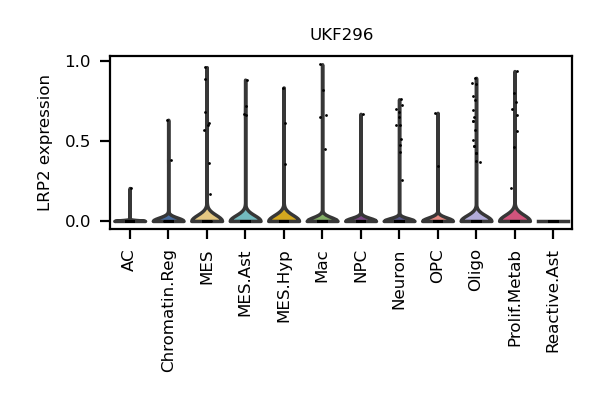 UKF296
LRP2 expression
1.0
0.5
0.0
AC
Chromatin.Reg
MES
MES.Ast
MES.Hyp
Mac
NPC
Neuron
OPC
Oligo
Prolif.Metab
Reactive.Ast